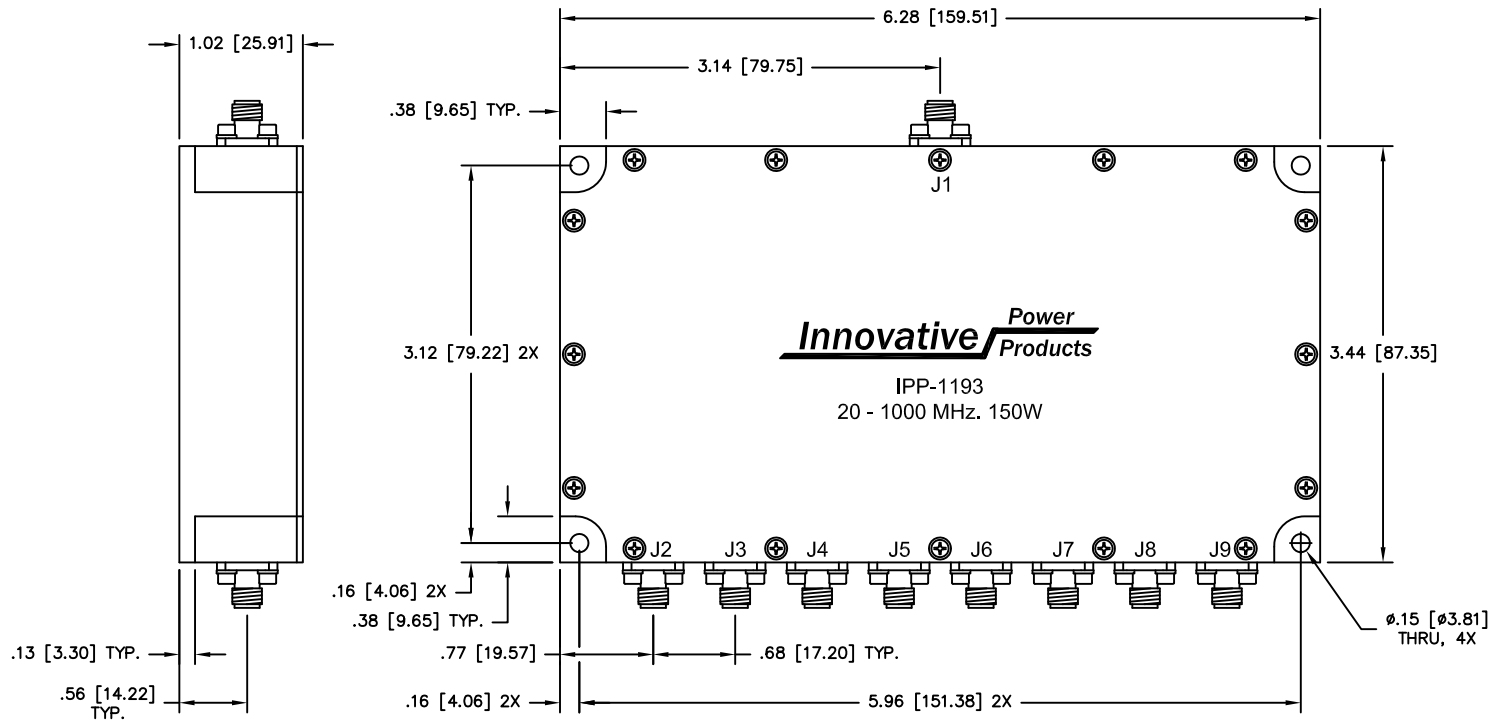 6.28 [159.51]
1.02 [25.91]
3.14 [79.75]
.38 [9.65] TYP.
J1
3.12 [79.22] 2X
3.44 [87.35]
Innovative Power Products
IPP-1193
20 - 1000 MHz. 150W
J2 J3 J4 J5 J6 J7 J8 J9
.16 [4.06] 2X
.38 [9.65] TYP.
ø.15 [ø3.81]
THRU, 4X
.13 [3.30] TYP.
.77 [19.57]
.68 [17.20] TYP.
.56 [14.22]
TYP.
.16 [4.06] 2X
5.96 [151.38] 2X